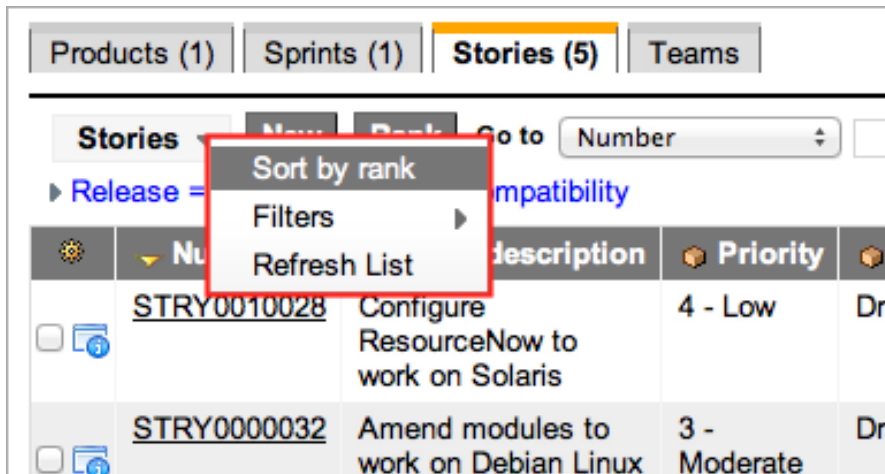 Products (1) Sprints (1) Stories (5) Teams
Stories New Rank Go to Number
Sort by rank
Release = ompatibility
Filters
Nu description Priority
Refresh List
STRY0010028 Configure 4 - Low Dr
ResourceNow to
work on Solaris
STRY0000032 Amend modules to 3 - Dr
work on Debian Linux Moderate